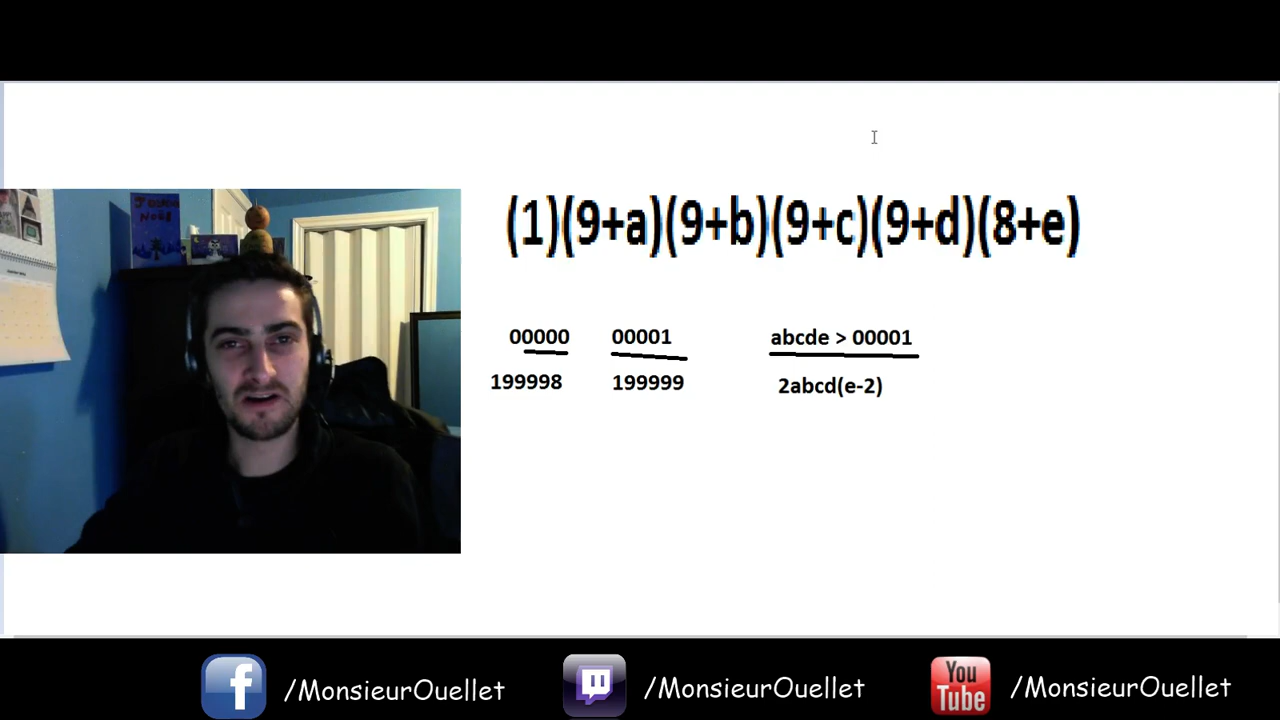 (1)(9+a)(9+b)(9+c)(9+d)(8+e)
00000 00001 abcde > 00001
199998 199999 2abcd(e-2)
/MonsieurOuellet /MonsieurOuellet You Tube /MonsieurOuellet